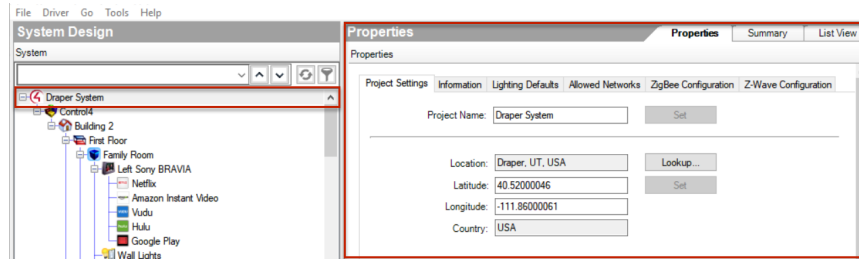 File Driver Go Tools Help
System Design
System
Draper System
Control4
Building 2
First Floor
Family Room
Left Sony BRAVIA
Netflix
Amazon Instant Video
Vudu
Hulu
Google Play
Wall Lights
Properties Properties Summary List View
Properties
Project Settings Information Lighting Defaults Allowed Networks ZigBee Configuration Z-Wave Configuration
Project Name: Draper System Set
Location: Draper, UT, USA Lookup...
Latitude: 40.52000046 Set
Longitude: -111.86000061
Country: USA